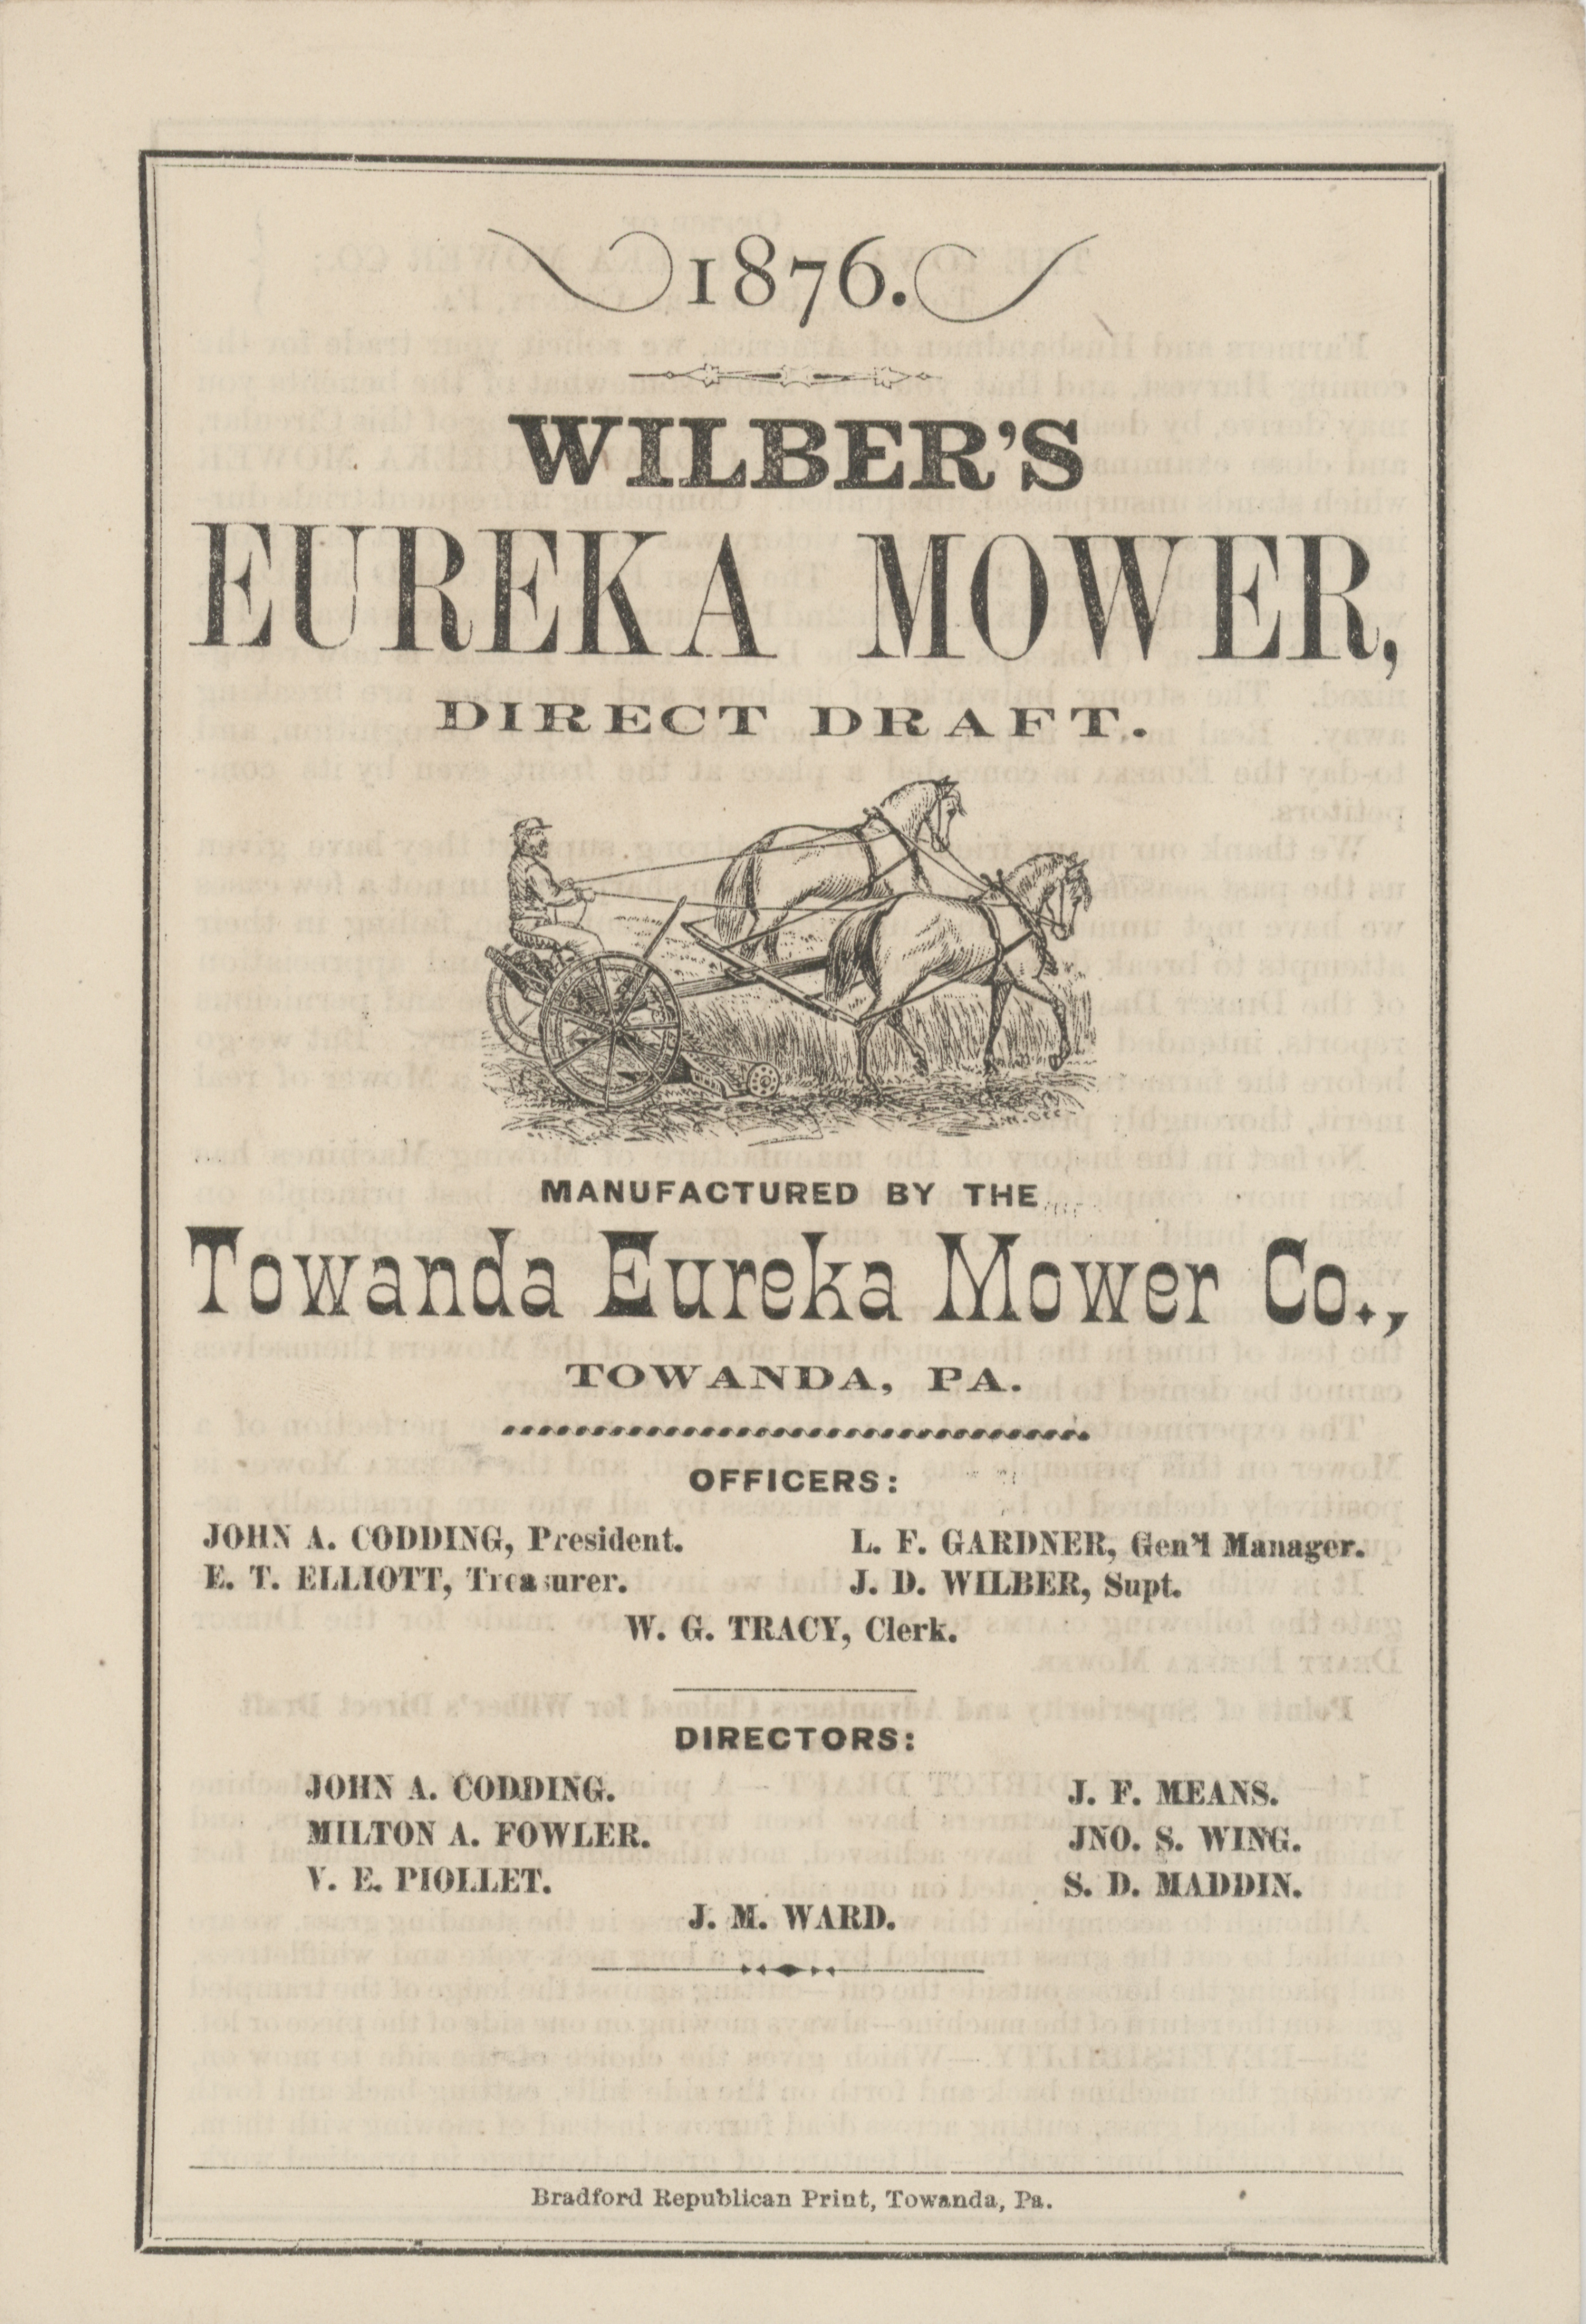 1876.
WILBER'S
EUREKA MOWER,
DIRECT DRAFT.
MANUFACTURED BY THE
Towanda Eureka Mower Co.,
TOWANDA, PA.
OFFICERS:
JOHN A. CODDING, President. L. F. GARDNER, Gen'l Manager.
E. T. ELLIOTT, Treasurer. J. D. WILBER, Supt.
W. G. TRACY, Clerk.
DIRECTORS:
JOHN A. CODDING. J. F. MEANS.
MILTON A. FOWLER. JNO. S. WING.
V. E. PIOLLET. S. D. MADDIN.
J. M. WARD.
Bradford Republican Print, Towanda, Pa.